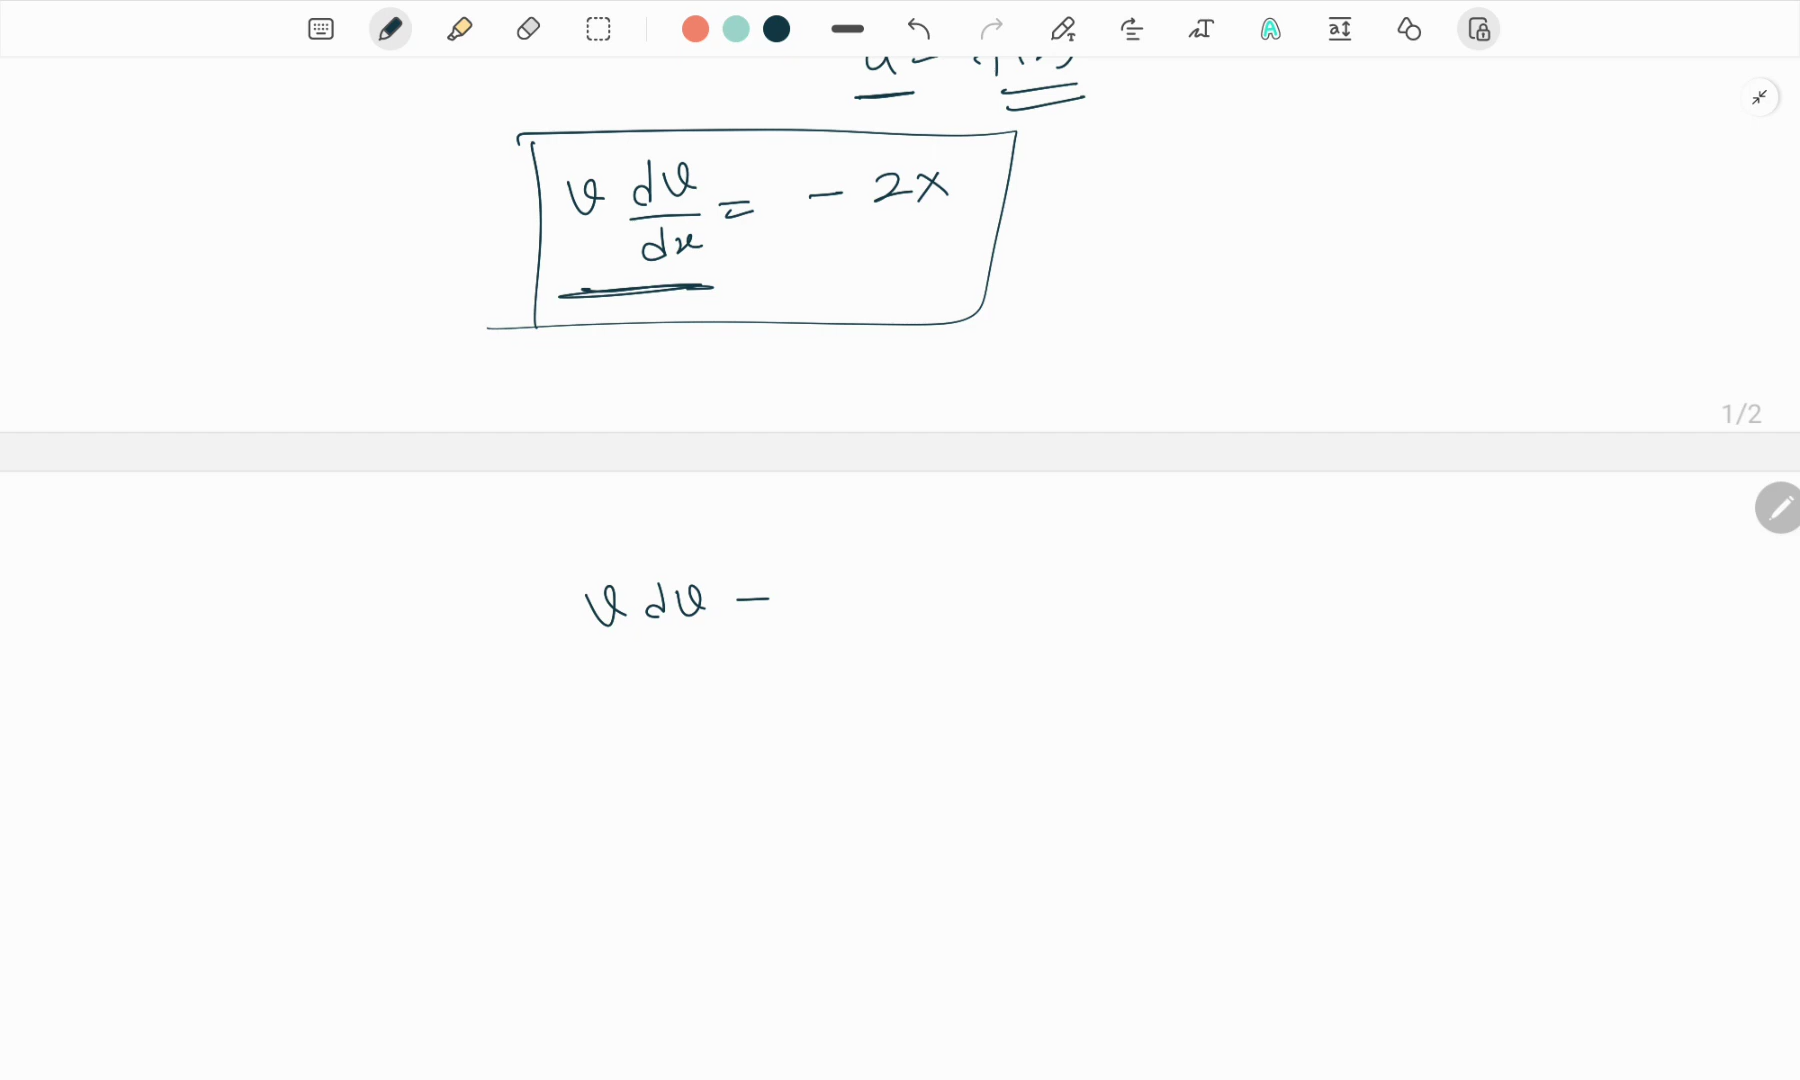 v dv/dx = - 2x
1/2
v dv -